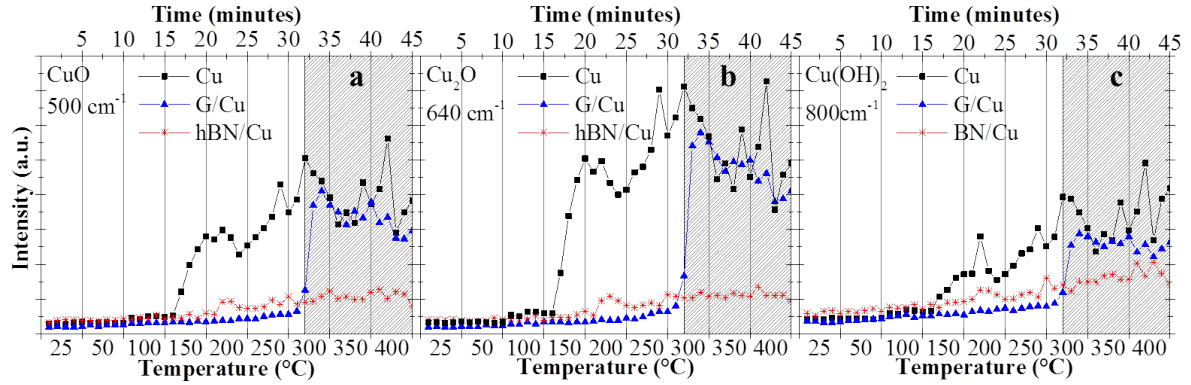 Time (minutes)
Time (minutes)
Time (minutes)
5 10 15 20 25 30 35 40 45
5 10 15 20 25 30 35 40 45
5 10 15 20 25 30 35 40 45
CuO
500 cm⁻¹
Cu
G/Cu
hBN/Cu
a
Cu₂O
640 cm⁻¹
Cu
G/Cu
hBN/Cu
b
Cu(OH)₂
800cm⁻¹
Cu
G/Cu
BN/Cu
c
Intensity (a.u.)
25 50 100 150 200 250 300 350 400 450
25 50 100 150 200 250 300 350 400 450
25 50 100 150 200 250 300 350 400 450
Temperature (°C)
Temperature (°C)
Temperature (°C)